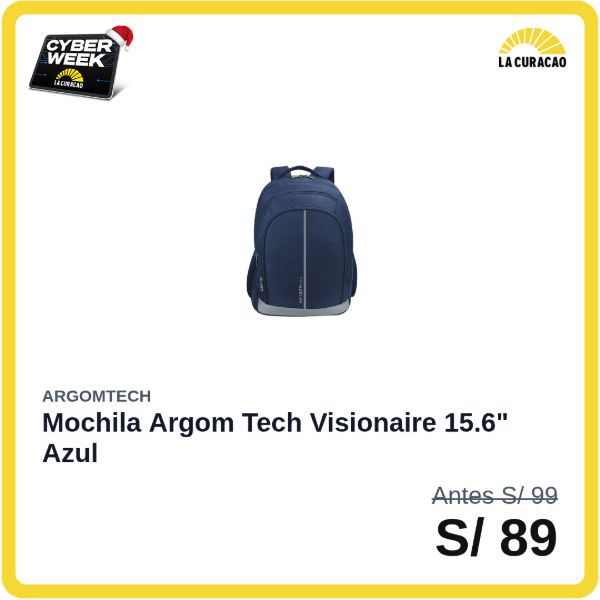 CYBER
WEEK
LA CURACAO
LA CURACAO
ARGOMTECH
Mochila Argom Tech Visionaire 15.6"
Azul
Antes S/ 99
S/ 89